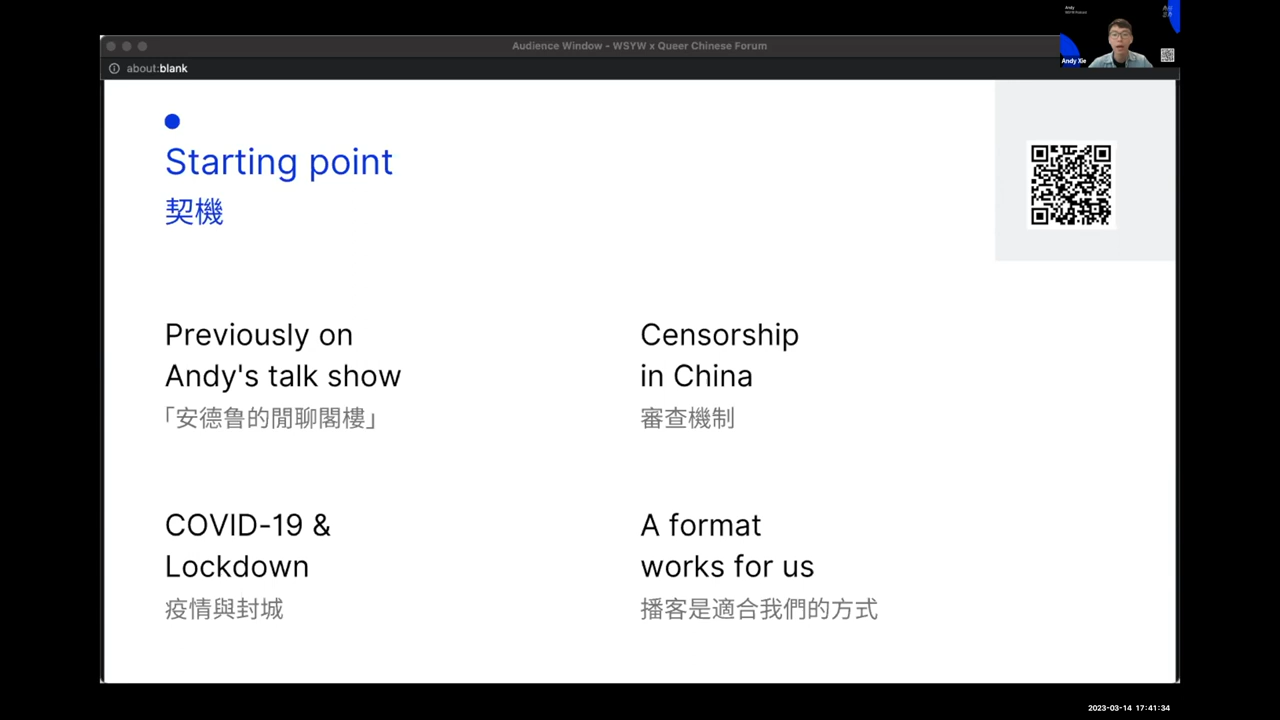 Audience Window - WSYW x Queer Chinese Forum
about:blank
Andy
Andy Xie
Starting point
契機
Previously on
Andy's talk show
「安德鲁的閒聊閣樓」
Censorship
in China
審查機制
COVID-19 &
Lockdown
疫情與封城
A format
works for us
播客是適合我們的方式
2023-03-14 17:41:34